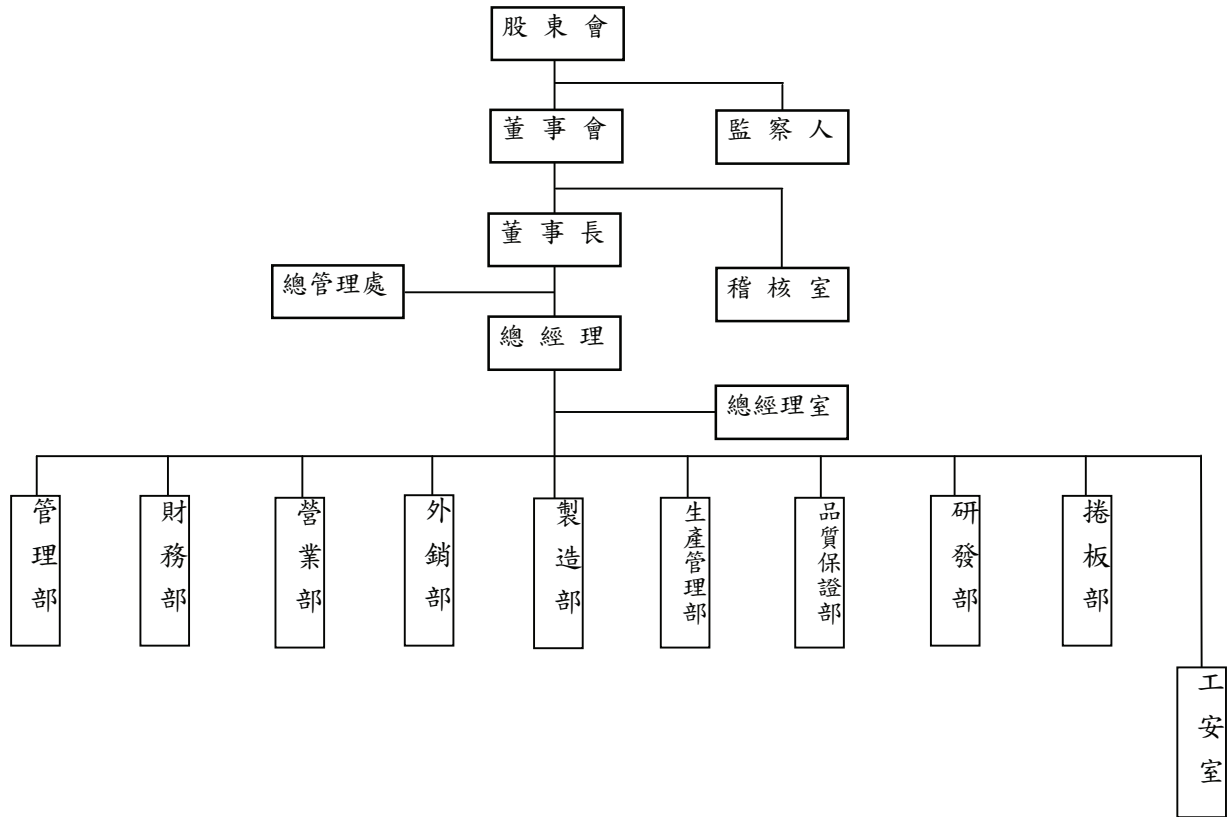 股東會
董事會
監察人
董事長
總管理處
稽核室
總經理
總經理室
管理部
財務部
營業部
外銷部
製造部
生產管理部
品質保證部
研發部
捲板部
工安室